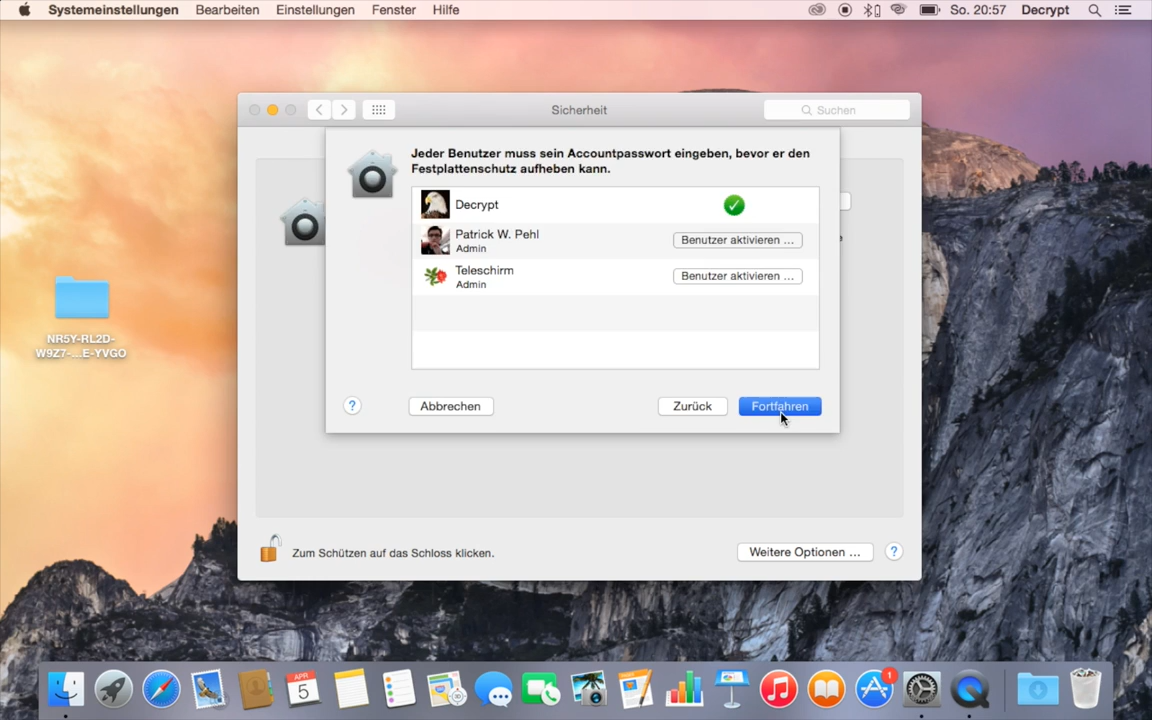 Systemeinstellungen Bearbeiten Einstellungen Fenster Hilfe So. 20:57 Decrypt
Sicherheit
Suchen
Jeder Benutzer muss sein Accountpasswort eingeben, bevor er den
Festplattenschutz aufheben kann.
Decrypt
Patrick W. Pehl
Admin
Benutzer aktivieren ...
Teleschirm
Admin
Benutzer aktivieren ...
? Abbrechen Zurück Fortfahren
NR5Y-RL2D-
W9Z7-...E-YVGO
Zum Schützen auf das Schloss klicken.
Weitere Optionen ... ?
APR
5
1